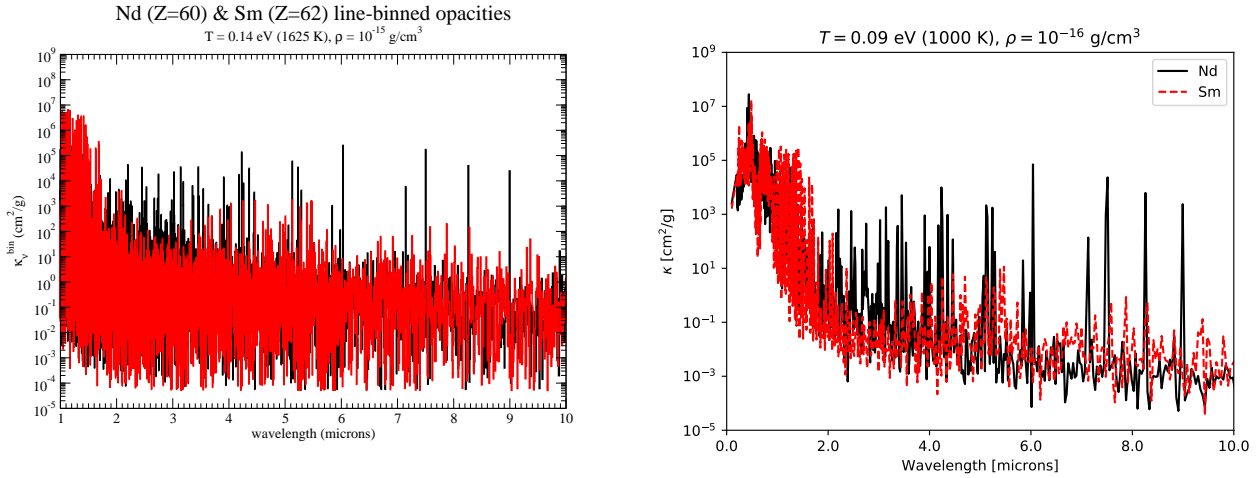 Nd (Z=60) & Sm (Z=62) line-binned opacities
T = 0.14 eV (1625 K), ρ = 10^-15 g/cm^3
10^9
10^8
10^7
10^6
10^5
10^4
10^3
10^2
10^1
10^0
10^-1
10^-2
10^-3
10^-4
10^-5
κ_ν^bin (cm^2/g)
1 2 3 4 5 6 7 8 9 10
wavelength (microns)
T = 0.09 eV (1000 K), ρ = 10^−16 g/cm^3
Nd
Sm
10^9
10^7
10^5
10^3
10^1
10^−1
10^−3
10^−5
κ [cm^2/g]
0.0 2.0 4.0 6.0 8.0 10.0
Wavelength [microns]